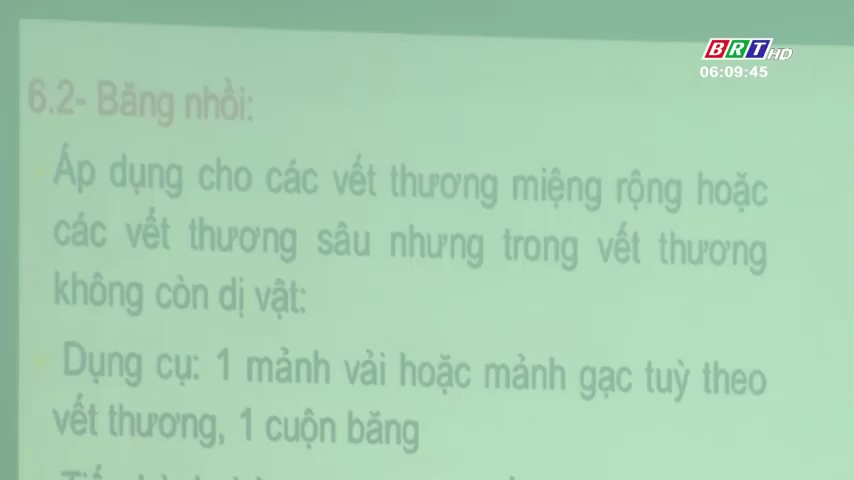 BRT HD
06:09:45
6.2- Băng nhồi:
Áp dụng cho các vết thương miệng rộng hoặc
các vết thương sâu nhưng trong vết thương
không còn dị vật:
Dụng cụ: 1 mảnh vải hoặc mảnh gạc tuỳ theo
vết thương, 1 cuộn băng